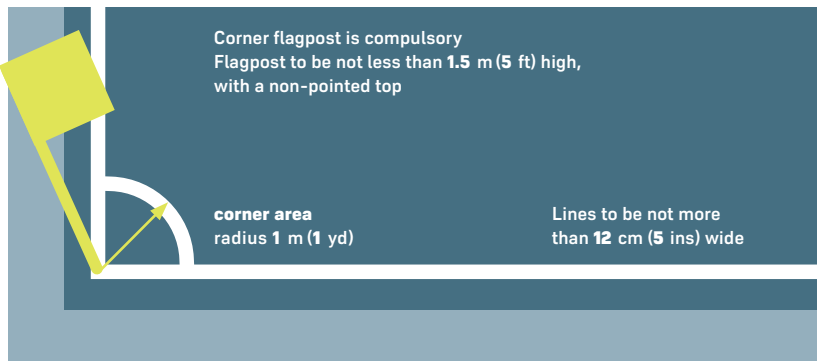 Corner flagpost is compulsory
Flagpost to be not less than 1.5 m (5 ft) high,
with a non-pointed top
corner area
radius 1 m (1 yd)
Lines to be not more
than 12 cm (5 ins) wide